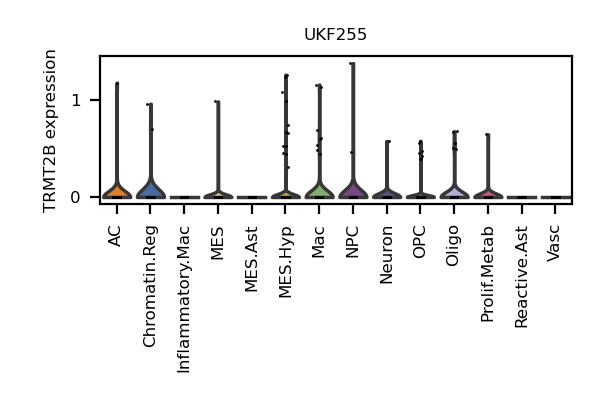 UKF255
TRMT2B expression
1
0
AC
Chromatin.Reg
Inflammatory.Mac
MES
MES.Ast
MES.Hyp
Mac
NPC
Neuron
OPC
Oligo
Prolif.Metab
Reactive.Ast
Vasc